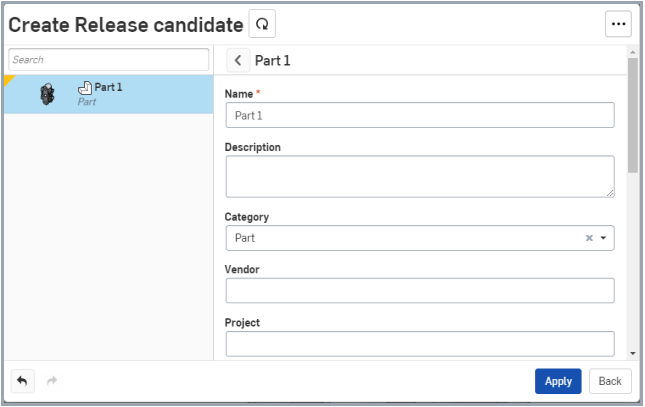 Create Release candidate
Search
Part 1
Part
Part 1
Name *
Part 1
Description
Category
Part
Vendor
Project
Apply
Back